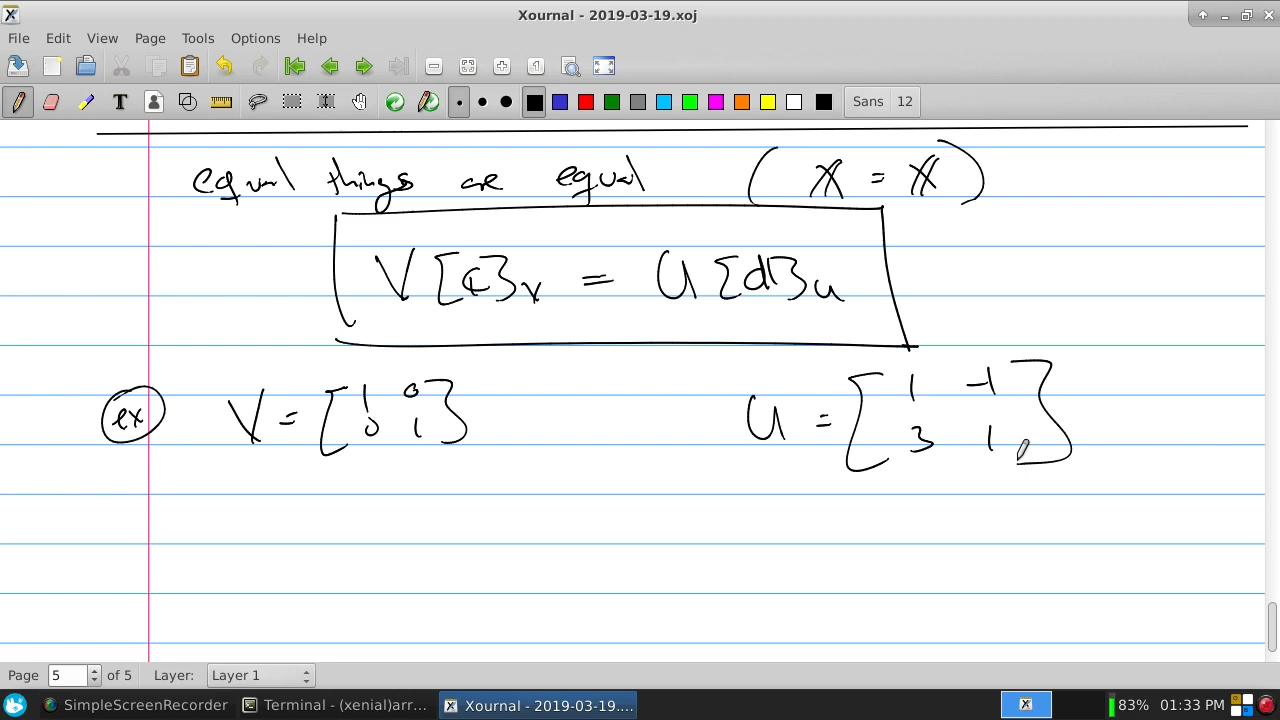 Xournal - 2019-03-19.xoj
File Edit View Page Tools Options Help
Sans 12
equal things are equal ( X = X )
V [c]v = U [d]u
ex V = [ 1 0 U = [ 1 -1
0 1 ] 3 1 ]
Page 5 of 5 Layer: Layer 1
SimpleScreenRecorder Terminal - (xenial)arr... Xournal - 2019-03-19.... 83% 01:33 PM